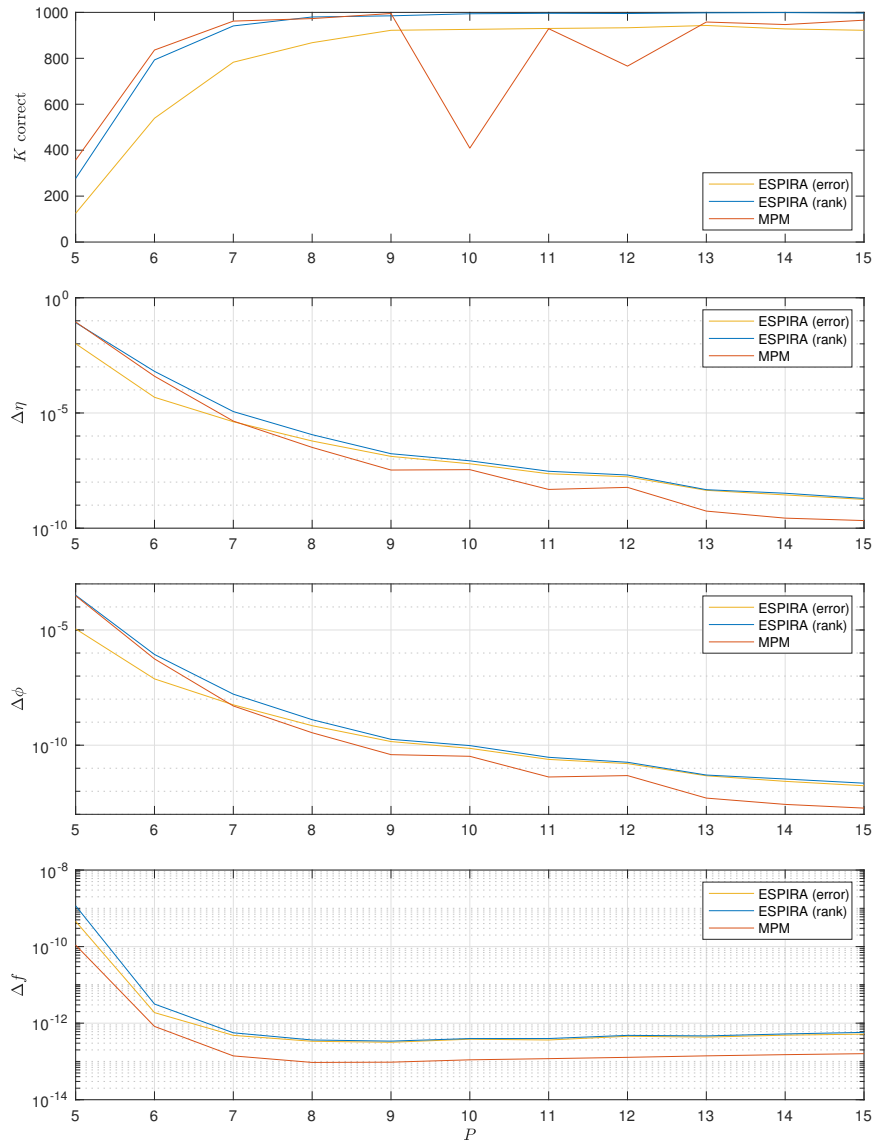 1000
800
600
400
200
0
K correct
ESPIRA (error)
ESPIRA (rank)
MPM
5 6 7 8 9 10 11 12 13 14 15
10^0
10^-5
10^-10
Δη
ESPIRA (error)
ESPIRA (rank)
MPM
5 6 7 8 9 10 11 12 13 14 15
10^-5
10^-10
Δϕ
ESPIRA (error)
ESPIRA (rank)
MPM
5 6 7 8 9 10 11 12 13 14 15
10^-8
10^-10
10^-12
10^-14
Δf
ESPIRA (error)
ESPIRA (rank)
MPM
5 6 7 8 9 10 11 12 13 14 15
P